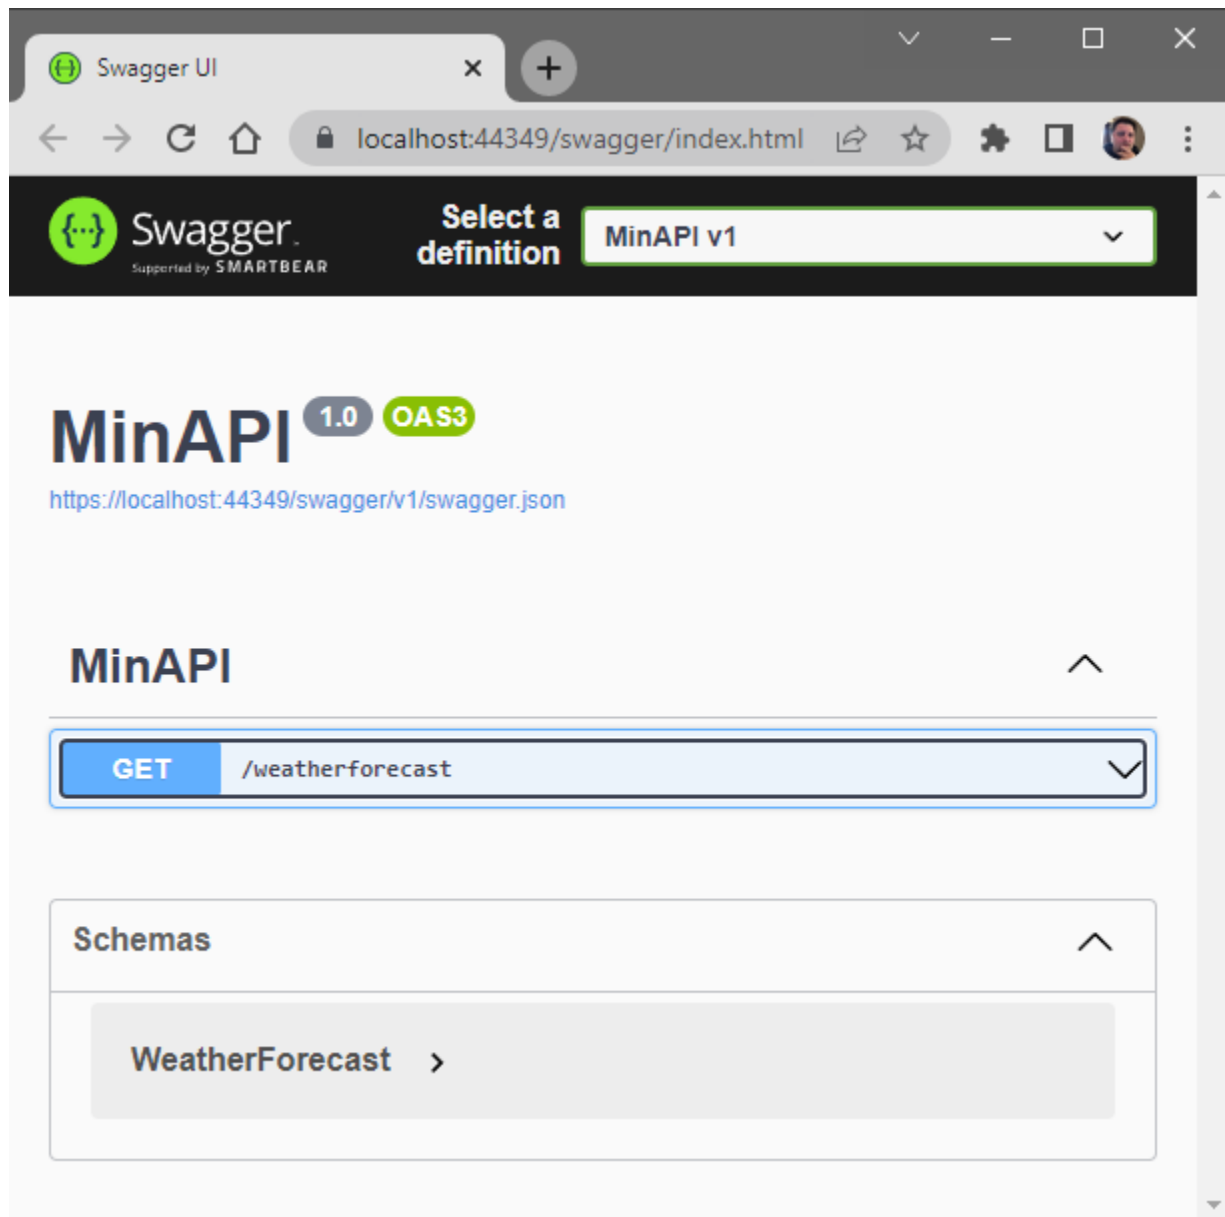 Swagger UI
localhost:44349/swagger/index.html
Swagger.
Supported by SMARTBEAR
Select a
definition
MinAPI v1
MinAPI 1.0 OAS3
https://localhost:44349/swagger/v1/swagger.json
MinAPI
GET /weatherforecast
Schemas
WeatherForecast